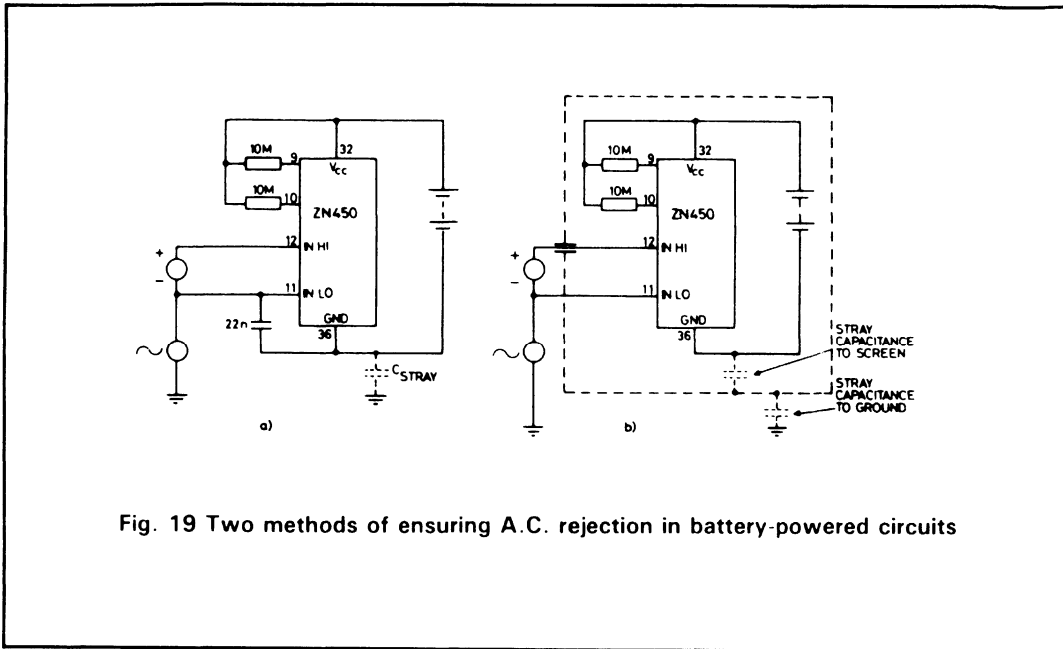 10M
9
32
Vcc
10M
10
ZN450
12
IN HI
+
-
11
IN LO
22n
GND
36
CSTRAY
a)
10M
9
32
Vcc
10M
10
ZN450
12
IN HI
+
-
11
IN LO
GND
36
STRAY
CAPACITANCE
TO SCREEN
STRAY
CAPACITANCE
TO GROUND
b)
Fig. 19 Two methods of ensuring A.C. rejection in battery-powered circuits